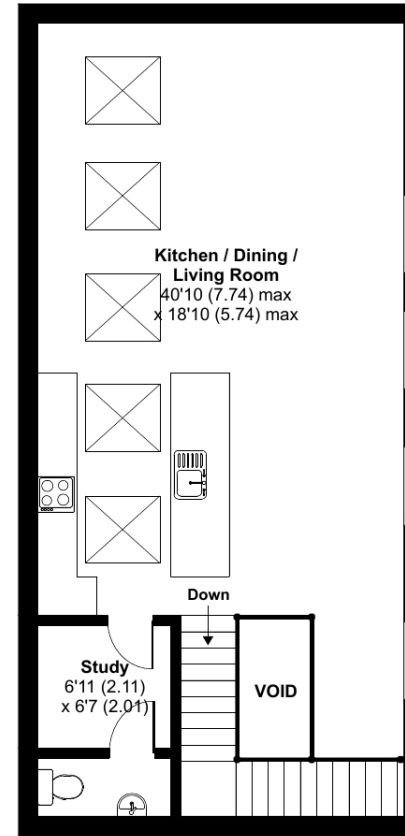 Kitchen / Dining /
Living Room
40'10 (7.74) max
x 18'10 (5.74) max
Down
Study
6'11 (2.11)
x 6'7 (2.01)
VOID